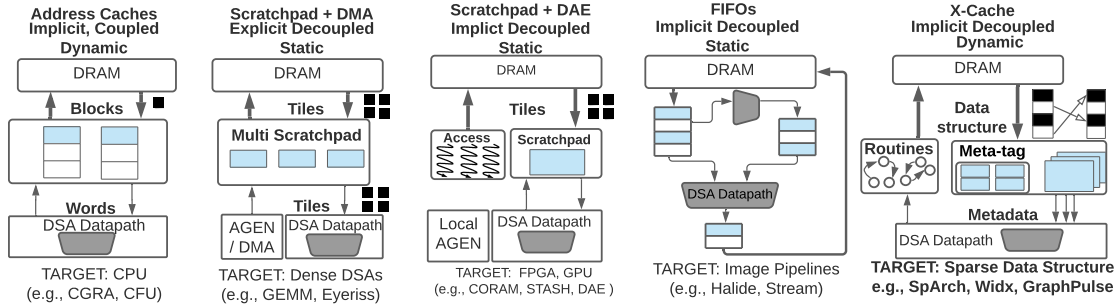 Address Caches
Implicit, Coupled
Dynamic
DRAM
Blocks
Words
DSA Datapath
TARGET: CPU
(e.g., CGRA, CFU)
Scratchpad + DMA
Explicit Decoupled
Static
DRAM
Tiles
Multi Scratchpad
Tiles
AGEN
/ DMA
DSA Datapath
TARGET: Dense DSAs
(e.g., GEMM, Eyeriss)
Scratchpad + DAE
Implict Decoupled
Static
DRAM
Tiles
Access
Scratchpad
Local
AGEN
DSA Datapath
TARGET: FPGA, GPU
(e.g., CORAM, STASH, DAE )
FIFOs
Implicit Decoupled
Static
DRAM
DSA Datapath
TARGET: Image Pipelines
(e.g., Halide, Stream)
X-Cache
Implicit Decoupled
Dynamic
DRAM
Data
structure
Routines
Meta-tag
Metadata
DSA Datapath
TARGET: Sparse Data Structure
e.g., SpArch, Widx, GraphPulse